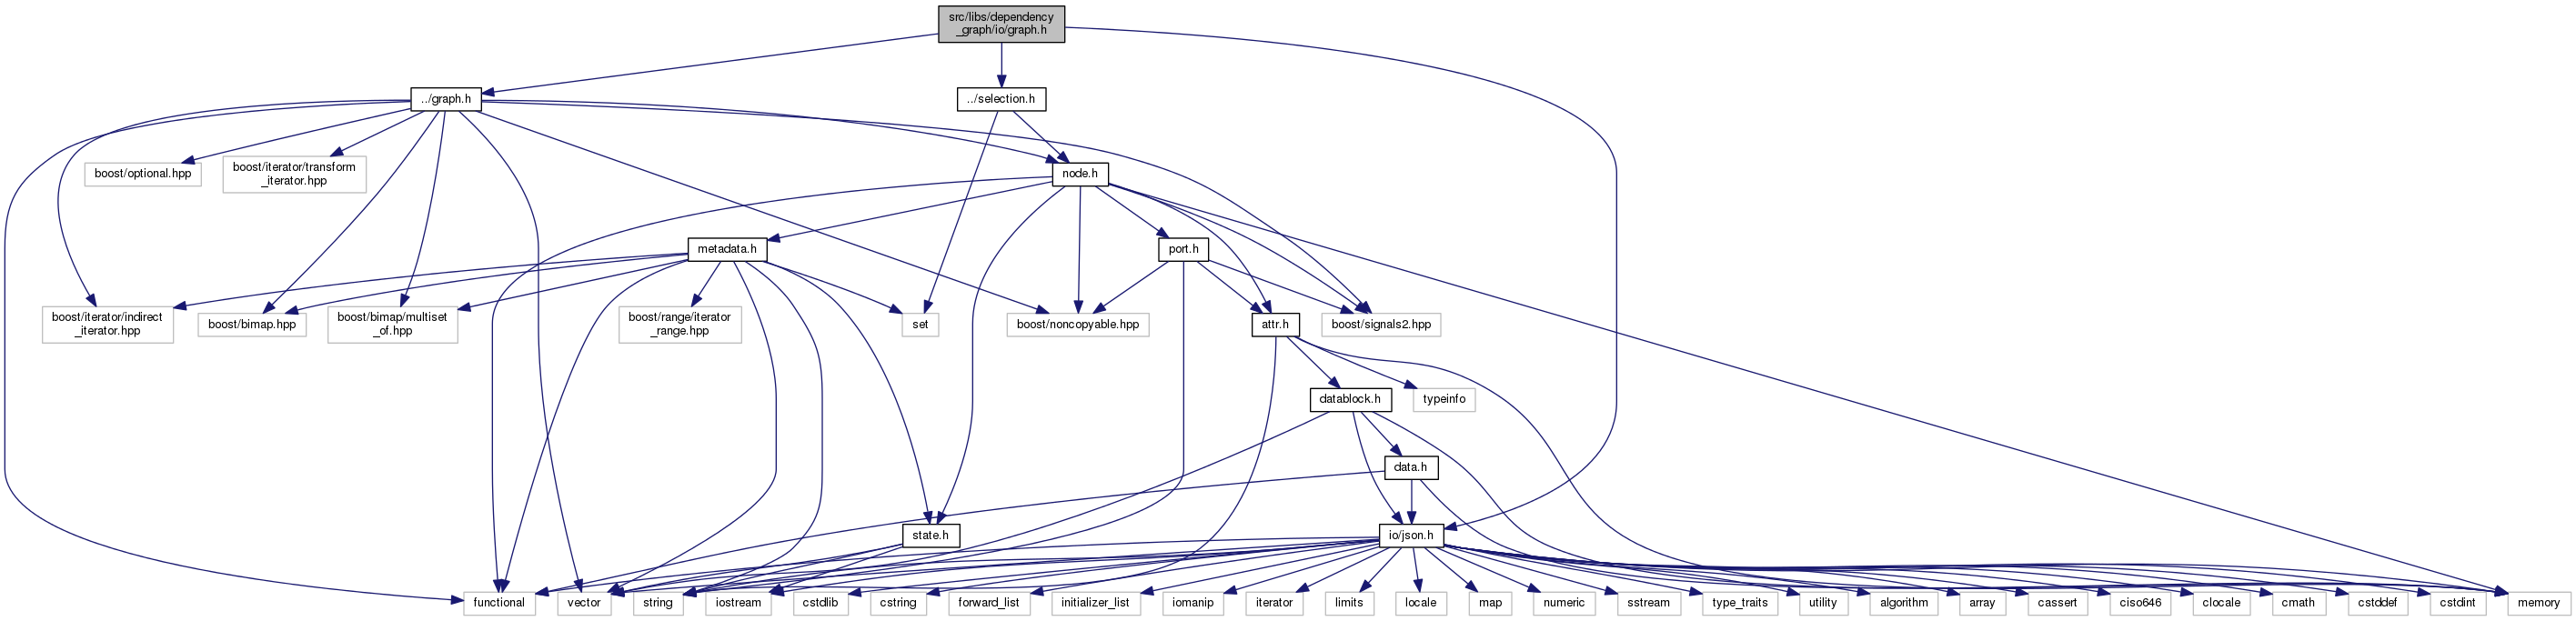 src/libs/dependency
_graph/io/graph.h
../graph.h
../selection.h
boost/optional.hpp
boost/iterator/transform
_iterator.hpp
node.h
metadata.h
port.h
boost/iterator/indirect
_iterator.hpp
boost/bimap.hpp
boost/bimap/multiset
_of.hpp
boost/range/iterator
_range.hpp
set
boost/noncopyable.hpp
attr.h
boost/signals2.hpp
datablock.h
typeinfo
data.h
state.h
io/json.h
functional
vector
string
iostream
cstdlib
cstring
forward_list
initializer_list
iomanip
iterator
limits
locale
map
numeric
sstream
type_traits
utility
algorithm
array
cassert
ciso646
clocale
cmath
cstddef
cstdint
memory